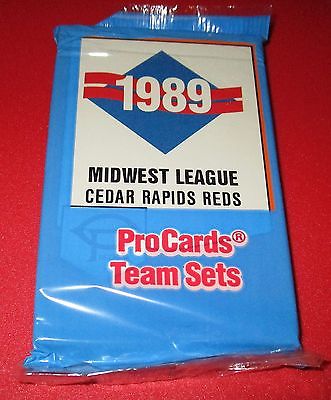 1989
MIDWEST LEAGUE
CEDAR RAPIDS REDS
ProCards®
Team Sets